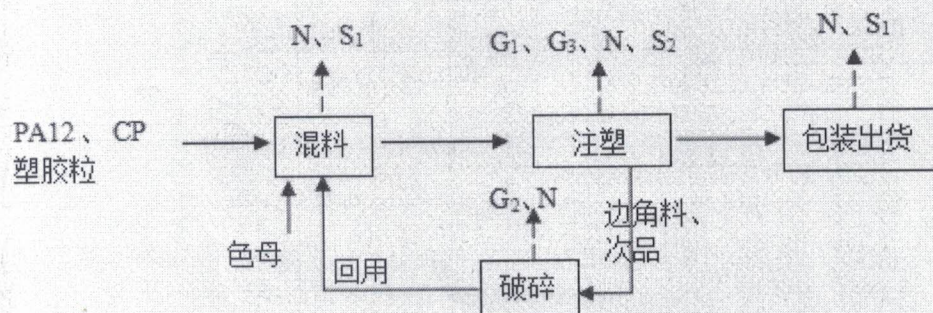 N、S₁
G₁、G₃、N、S₂
N、S₁
PA12、CP
塑胶粒
混料
注塑
包装出货
G₂、N
边角料、
次品
色母
回用
破碎